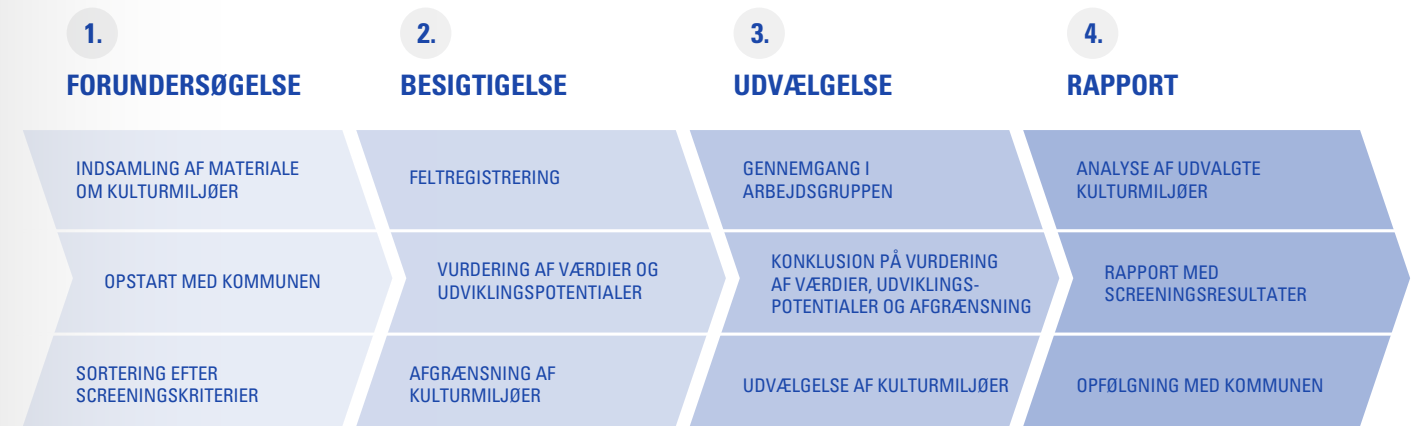 1.
FORUNDERSØGELSE
INDSAMLING AF MATERIALE
OM KULTURMILJØER
OPSTART MED KOMMUNEN
SORTERING EFTER
SCREENINGSKRITERIER
2.
BESIGTIGELSE
FELTREGISTRERING
VURDERING AF VÆRDIER OG
UDVIKLINGSPOTENTIALER
AFGRÆNSNING AF
KULTURMILJØER
3.
UDVÆLGELSE
GENNEMGANG I
ARBEJDSGRUPPEN
KONKLUSION PÅ VURDERING
AF VÆRDIER, UDVIKLINGS-
POTENTIALER OG AFGRÆNSNING
UDVÆLGELSE AF KULTURMILJØER
4.
RAPPORT
ANALYSE AF UDVALGTE
KULTURMILJØER
RAPPORT MED
SCREENINGSRESULTATER
OPFØLGNING MED KOMMUNEN